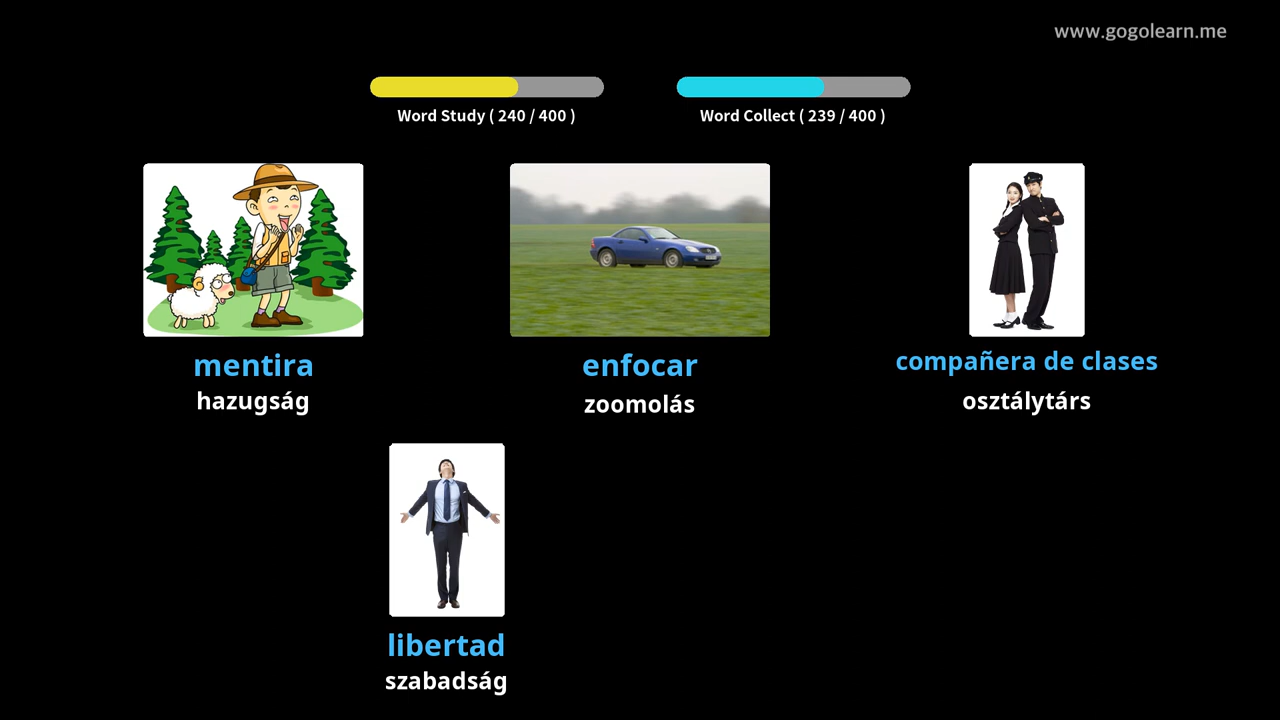 www.gogolearn.me
Word Study ( 240 / 400 )
Word Collect ( 239 / 400 )
mentira
hazugság
enfocar
zoomolás
compañera de clases
osztálytárs
libertad
szabadság